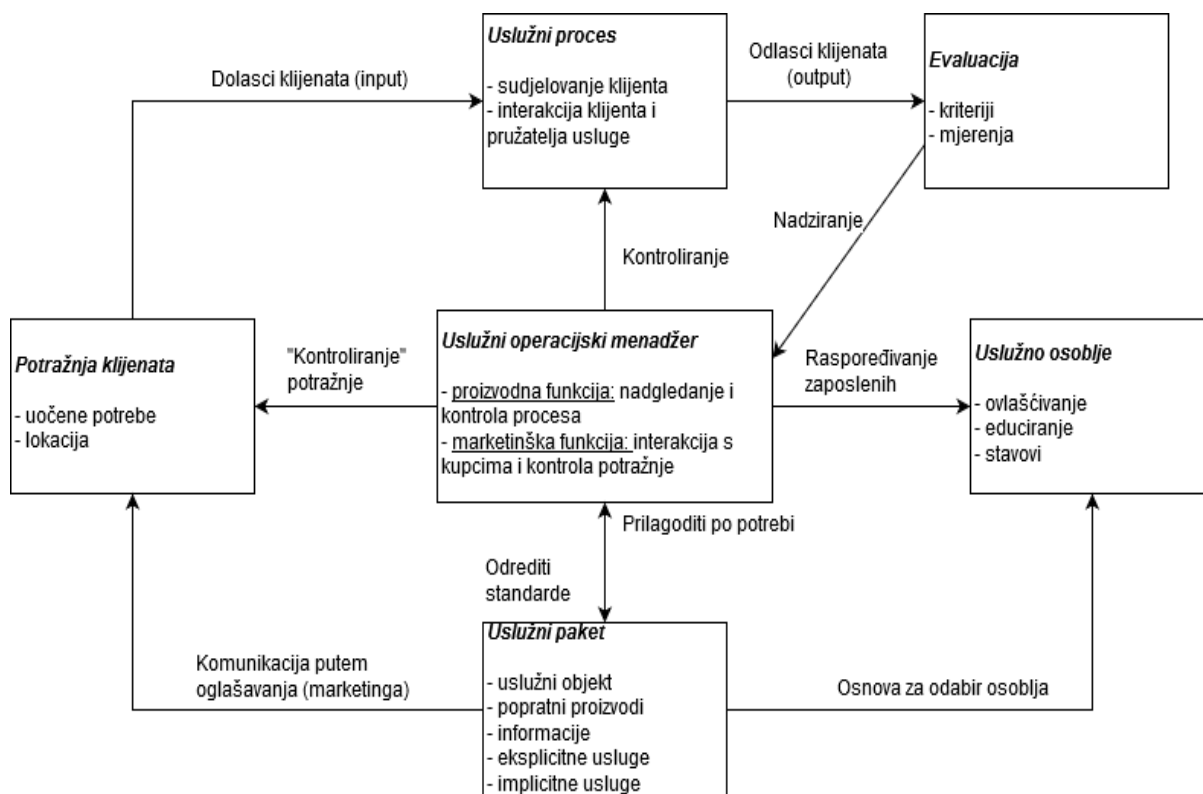 Uslužni proces
- sudjelovanje klijenta
- interakcija klijenta i
pružatelja usluge
Dolasci klijenata (input)
Odlasci klijenata
(output)
Evaluacija
- kriteriji
- mjerenja
Nadziranje
Kontroliranje
Potražnja klijenata
- uočene potrebe
- lokacija
"Kontroliranje"
potražnje
Uslužni operacijski menadžer
- proizvodna funkcija: nadgledanje i
kontrola procesa
- marketinška funkcija: interakcija s
kupcima i kontrola potražnje
Raspoređivanje
zaposlenih
Uslužno osoblje
- ovlašćivanje
- educiranje
- stavovi
Prilagoditi po potrebi
Odrediti
standarde
Uslužni paket
- uslužni objekt
- popratni proizvodi
- informacije
- eksplicitne usluge
- implicitne usluge
Komunikacija putem
oglašavanja (marketinga)
Osnova za odabir osoblja